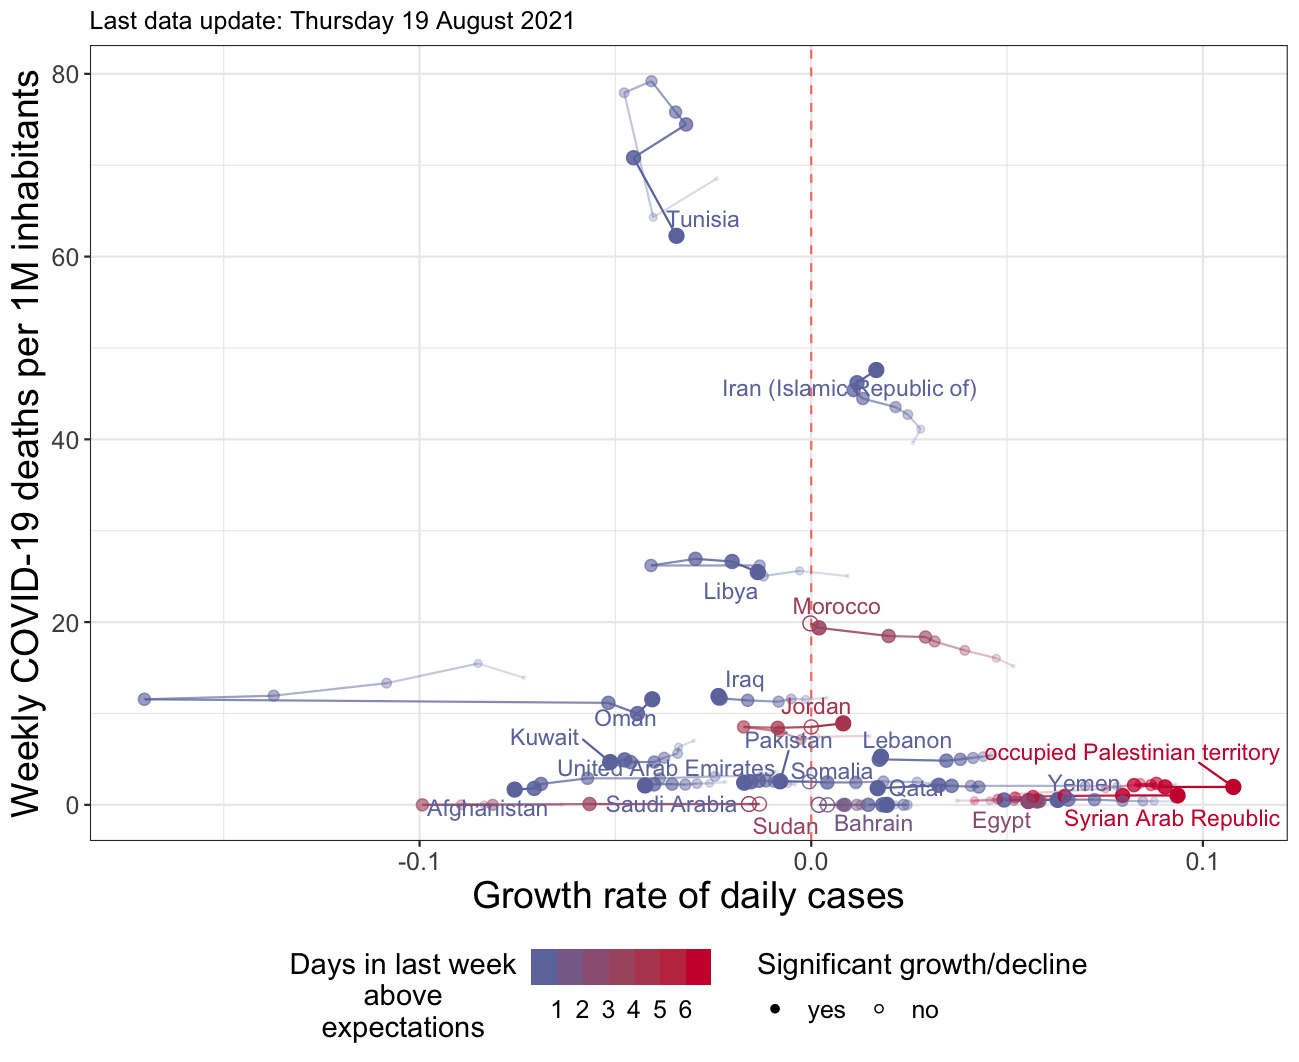 Last data update: Thursday 19 August 2021
Weekly COVID-19 deaths per 1M inhabitants
80
60
40
20
0
Tunisia
Iran (Islamic Republic of)
Libya
Morocco
Iraq
Oman
Jordan
Kuwait
Pakistan
Lebanon
occupied Palestinian territory
United Arab Emirates
Somalia
Yemen
Qatar
Afghanistan
Saudi Arabia
Sudan
Bahrain
Egypt
Syrian Arab Republic
-0.1
0.0
0.1
Growth rate of daily cases
Days in last week
above
expectations
1 2 3 4 5 6
Significant growth/decline
yes
no